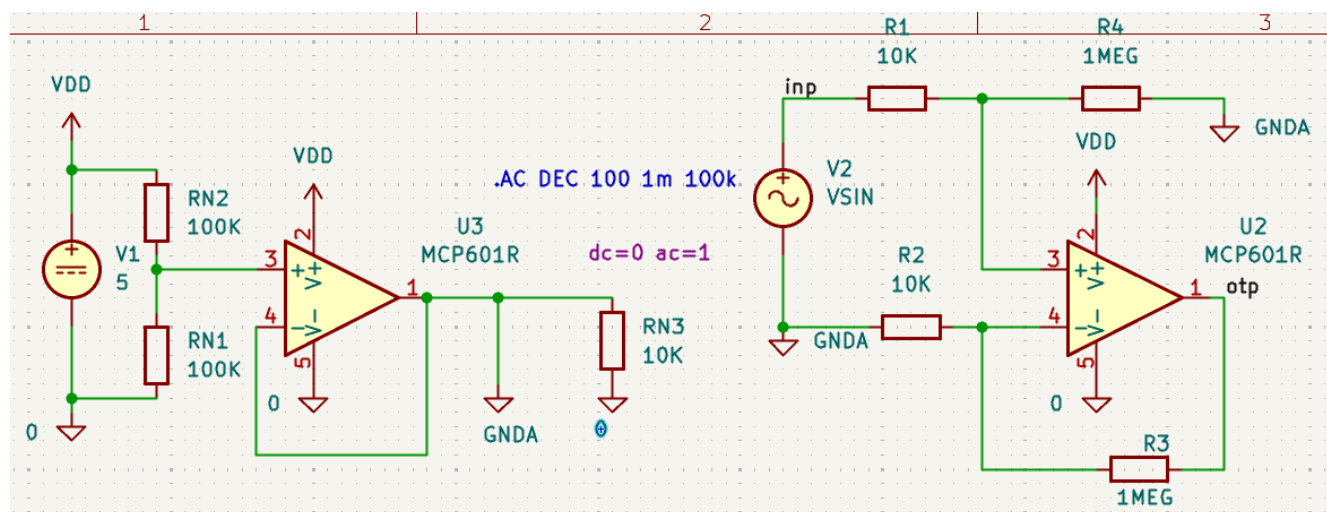 1
2
3
VDD
RN2
100K
V1
5
RN1
100K
0
VDD
U3
MCP601R
3
4
2
5
1
+
-
V+
V-
0
GNDA
RN3
10K
0
.AC DEC 100 1m 100k
dc=0 ac=1
inp
V2
VSIN
GNDA
R1
10K
R2
10K
R4
1MEG
GNDA
VDD
U2
MCP601R
3
4
2
5
1
+
-
V+
V-
otp
0
R3
1MEG